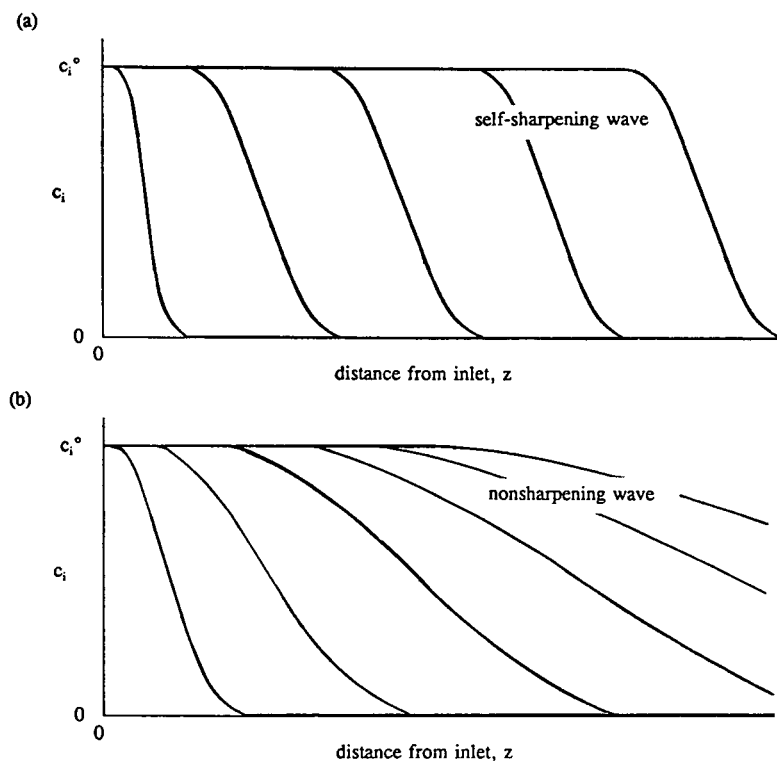 (a)
c_i°
self-sharpening wave
c_i
0
0
distance from inlet, z
(b)
c_i°
nonsharpening wave
c_i
0
0
distance from inlet, z